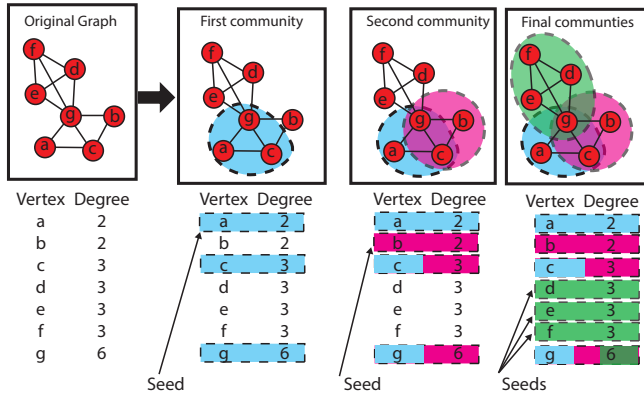 Original Graph
f
d
e
g
b
a
c
First community
f
d
e
g
b
a
c
Second community
f
d
e
g
b
a
c
Final communties
f
d
e
g
b
a
c
Vertex Degree
a 2
b 2
c 3
d 3
e 3
f 3
g 6
Vertex Degree
a 2
b 2
c 3
d 3
e 3
f 3
g 6
Seed
Vertex Degree
a 2
b 2
c 3
d 3
e 3
f 3
g 6
Seed
Vertex Degree
a 2
b 2
c 3
d 3
e 3
f 3
g 6
Seeds